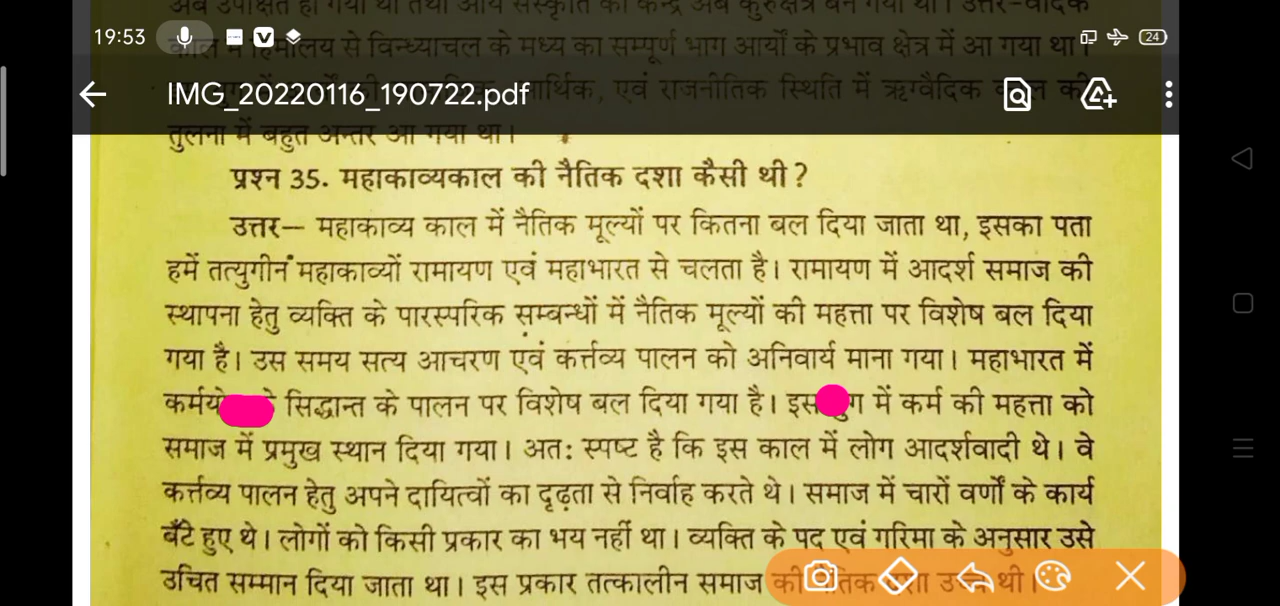 19:53
24
काल में हिमालय से विन्ध्याचल के मध्य का सम्पूर्ण भाग आर्यों के प्रभाव क्षेत्र में आ गया था।
IMG_20220116_190722.pdf
एवं राजनीतिक स्थिति में ऋग्वैदिक
तुलना में बहुत अन्तर आ गया था।
प्रश्न 35. महाकाव्यकाल की नैतिक दशा कैसी थी ?
उत्तर— महाकाव्य काल में नैतिक मूल्यों पर कितना बल दिया जाता था, इसका पता
हमें तत्युगीन महाकाव्यों रामायण एवं महाभारत से चलता है। रामायण में आदर्श समाज की
स्थापना हेतु व्यक्ति के पारस्परिक सम्बन्धों में नैतिक मूल्यों की महत्ता पर विशेष बल दिया
गया है। उस समय सत्य आचरण एवं कर्त्तव्य पालन को अनिवार्य माना गया। महाभारत में
सिद्धान्त के पालन पर विशेष बल दिया गया है। इस में कर्म की महत्ता को
समाज में प्रमुख स्थान दिया गया। अतः स्पष्ट है कि इस काल में लोग आदर्शवादी थे। वे
कर्त्तव्य पालन हेतु अपने दायित्वों का दृढ़ता से निर्वाह करते थे। समाज में चारों वर्णों के कार्य
बँटे हुए थे। लोगों को किसी प्रकार का भय नहीं था। व्यक्ति के पद एवं गरिमा के अनुसार उसे
उचित सम्मान दिया जाता था। इस प्रकार तत्कालीन समाज की थी।